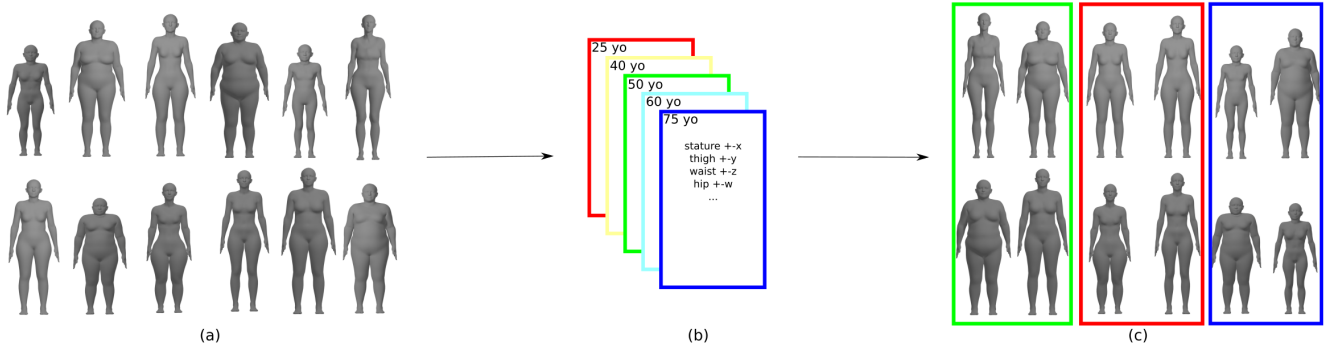 25 yo
40 yo
50 yo
60 yo
75 yo
stature +-x
thigh +-y
waist +-z
hip +-w
...
(a)
(b)
(c)